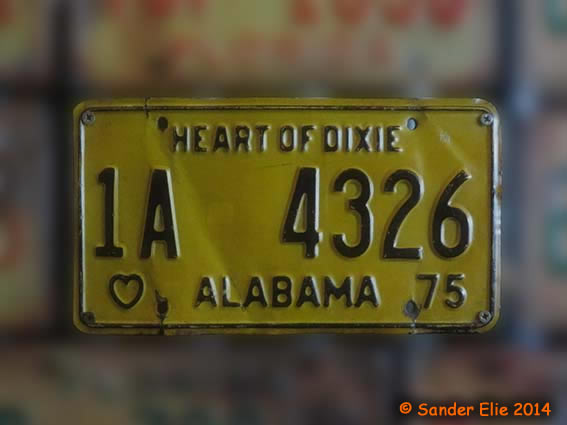 HEART OF DIXIE
1A 4326
ALABAMA 75
© Sander Elie 2014